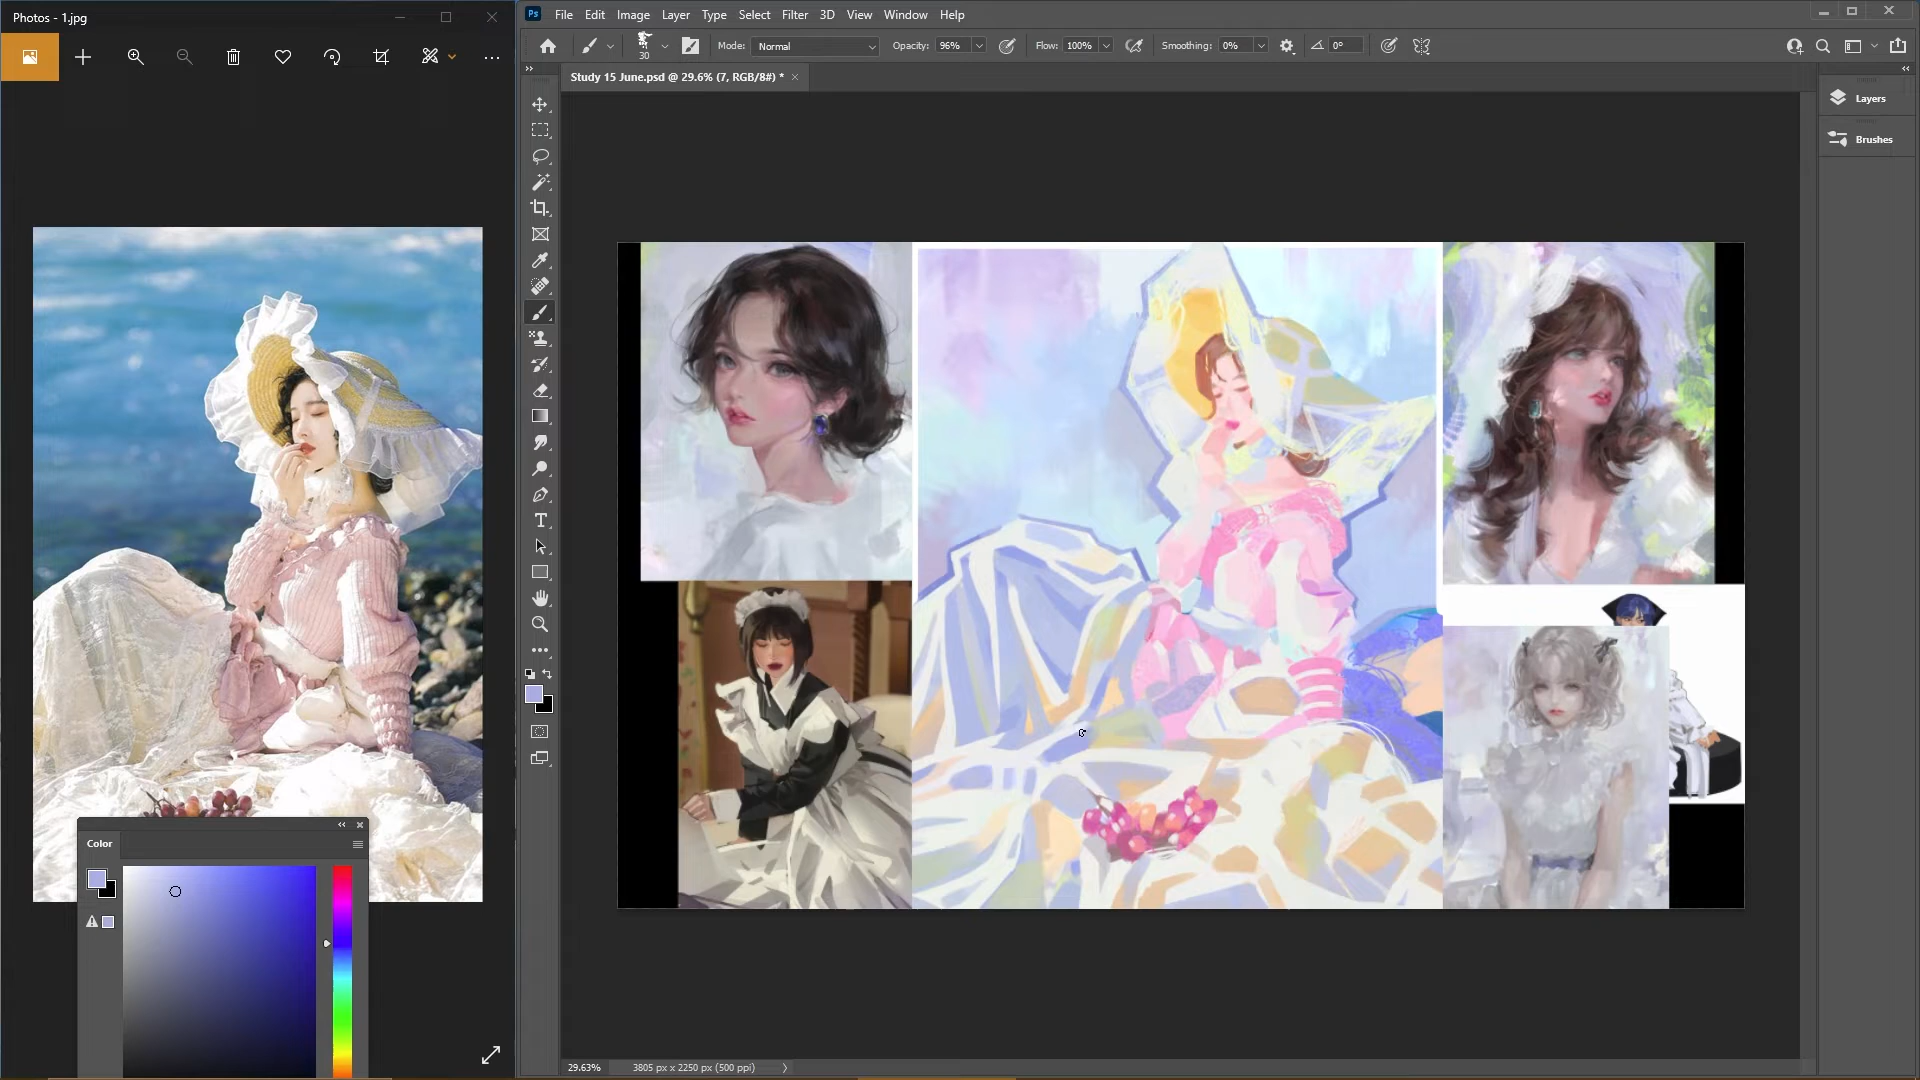 Photos - 1.jpg
Ps File Edit Image Layer Type Select Filter 3D View Window Help
30 Mode: Normal Opacity: 96% Flow: 100% Smoothing: 0% 0°
Study 15 June.psd @ 29.6% (7, RGB/8#) *
Layers
Brushes
Color
29.63% 3805 px x 2250 px (500 ppi)